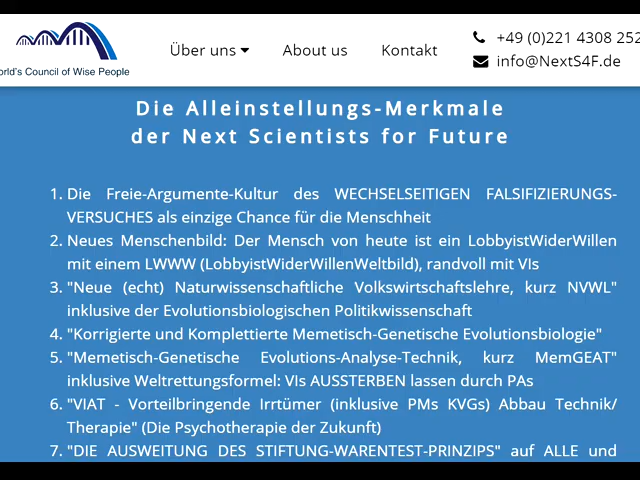 +49 (0)221 4308 252
Über uns
About us
Kontakt
info@NextS4F.de
orld's Council of Wise People
Die Alleinstellungs-Merkmale
der Next Scientists for Future
1. Die Freie-Argumente-Kultur des WECHSELSEITIGEN FALSIFIZIERUNGS-
VERSUCHES als einzige Chance für die Menschheit
2. Neues Menschenbild: Der Mensch von heute ist ein LobbyistWiderWillen
mit einem LWWW (LobbyistWiderWillenWeltbild), randvoll mit VIs
3. "Neue (echt) Naturwissenschaftliche Volkswirtschaftslehre, kurz NVWL"
inklusive der Evolutionsbiologischen Politikwissenschaft
4. "Korrigierte und Komplettierte Memetisch-Genetische Evolutionsbiologie"
5. "Memetisch-Genetische Evolutions-Analyse-Technik, kurz MemGEAT"
inklusive Weltrettungsformel: VIs AUSSTERBEN lassen durch PAs
6. "VIAT - Vorteilbringende Irrtümer (inklusive PMs KVGs) Abbau Technik/
Therapie" (Die Psychotherapie der Zukunft)
7. "DIE AUSWEITUNG DES STIFTUNG-WARENTEST-PRINZIPS" auf ALLE und